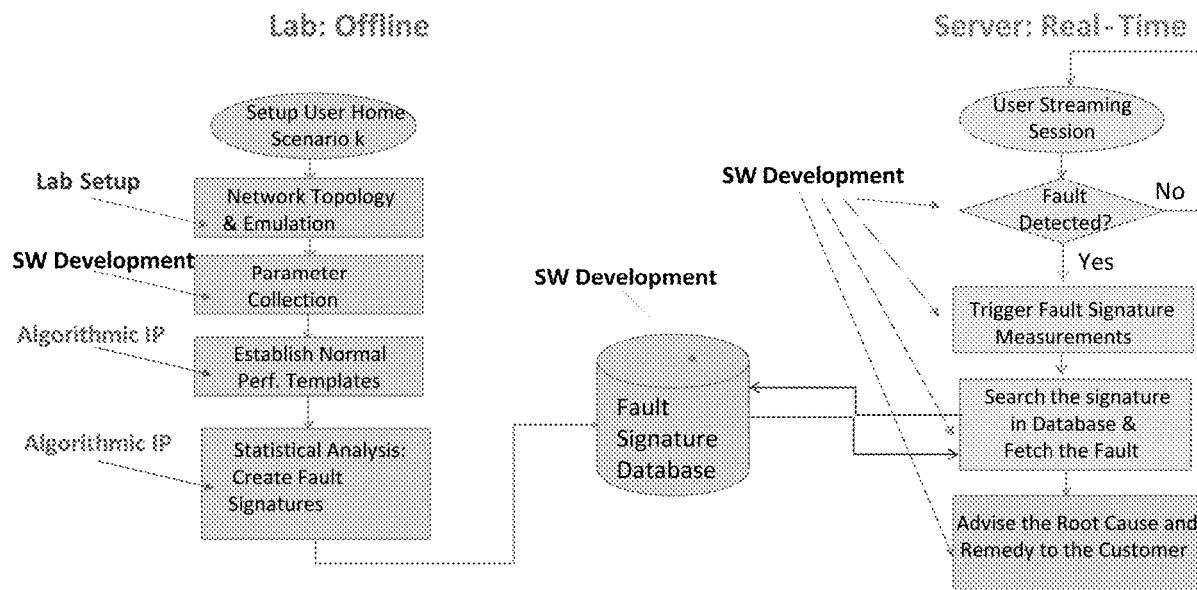 Lab: Offline
Setup User Home
Scenario k
Lab Setup
Network Topology
& Emulation
SW Development
Parameter
Collection
Algorithmic IP
Establish Normal
Perf. Templates
Algorithmic IP
Statistical Analysis:
Create Fault
Signatures
SW Development
Fault
Signature
Database
Server: Real-Time
User Streaming
Session
SW Development
Fault
Detected?
No
Yes
Trigger Fault Signature
Measurements
Search the signature
in Database &
Fetch the Fault
Advise the Root Cause and
Remedy to the Customer